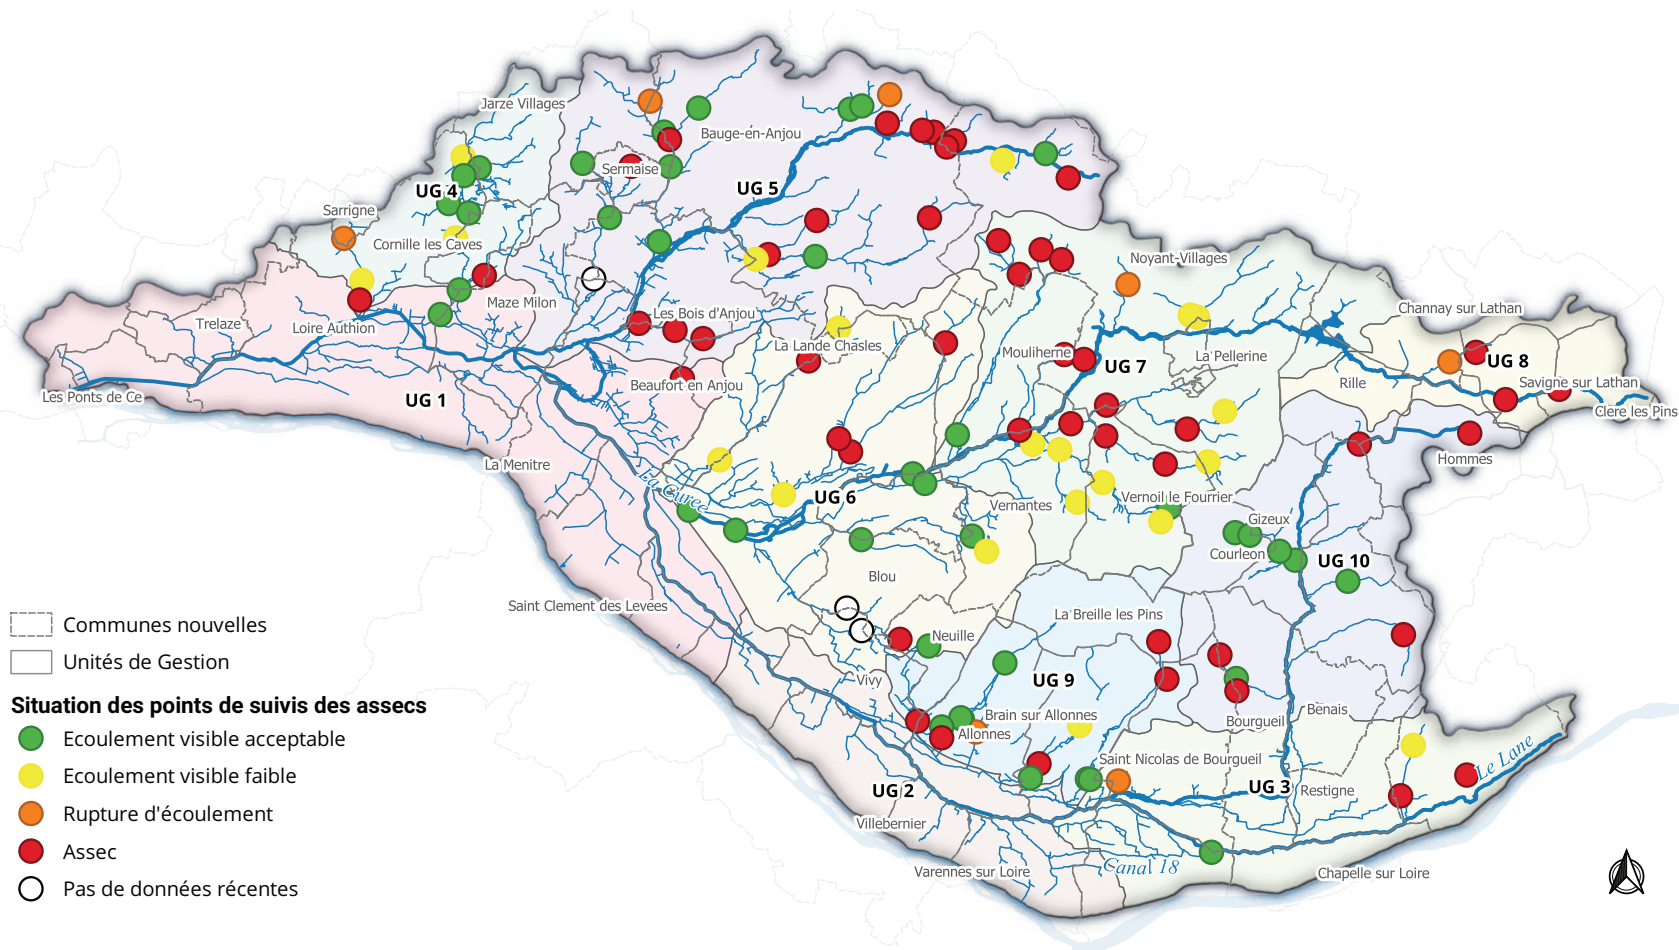 Jarze Villages
Bauge-en-Anjou
Sermaise
UG 4
UG 5
Sarrigne
Cornille les Caves
Noyant-Villages
Maze Milon
Les Bois d'Anjou
Channay sur Lathan
Trelaze
Loire Authion
La Lande Chasles
Mouliherne
La Pellerine
UG 7
UG 8
Beaufort en Anjou
Rille
Savigne sur Lathan
Les Ponts de Ce
UG 1
Clere les Pins
La Menitre
Hommes
La Curee
UG 6
Vernantes
Vernoil le Fourrier
Gizeux
Courleon
UG 10
Blou
Saint Clement des Levees
La Breille les Pins
Neuille
Vivy
UG 9
Brain sur Allonnes
Allonnes
Benais
Bourgueil
Saint Nicolas de Bourgueil
Le Lane
UG 2
UG 3
Restigne
Villebernier
Canal 18
Varennes sur Loire
Chapelle sur Loire
Communes nouvelles
Unités de Gestion
Situation des points de suivis des assecs
Ecoulement visible acceptable
Ecoulement visible faible
Rupture d'écoulement
Assec
Pas de données récentes